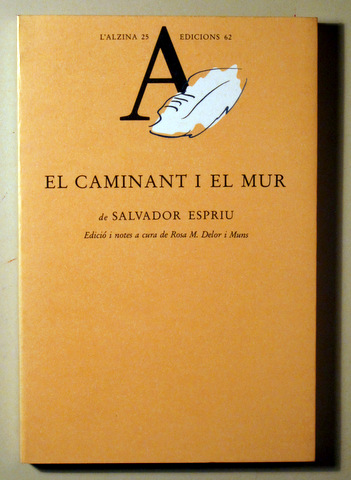 L'ALZINA 25 EDICIONS 62
A
EL CAMINANT I EL MUR
de SALVADOR ESPRIU
Edició i notes a cura de Rosa M. Delor i Muns